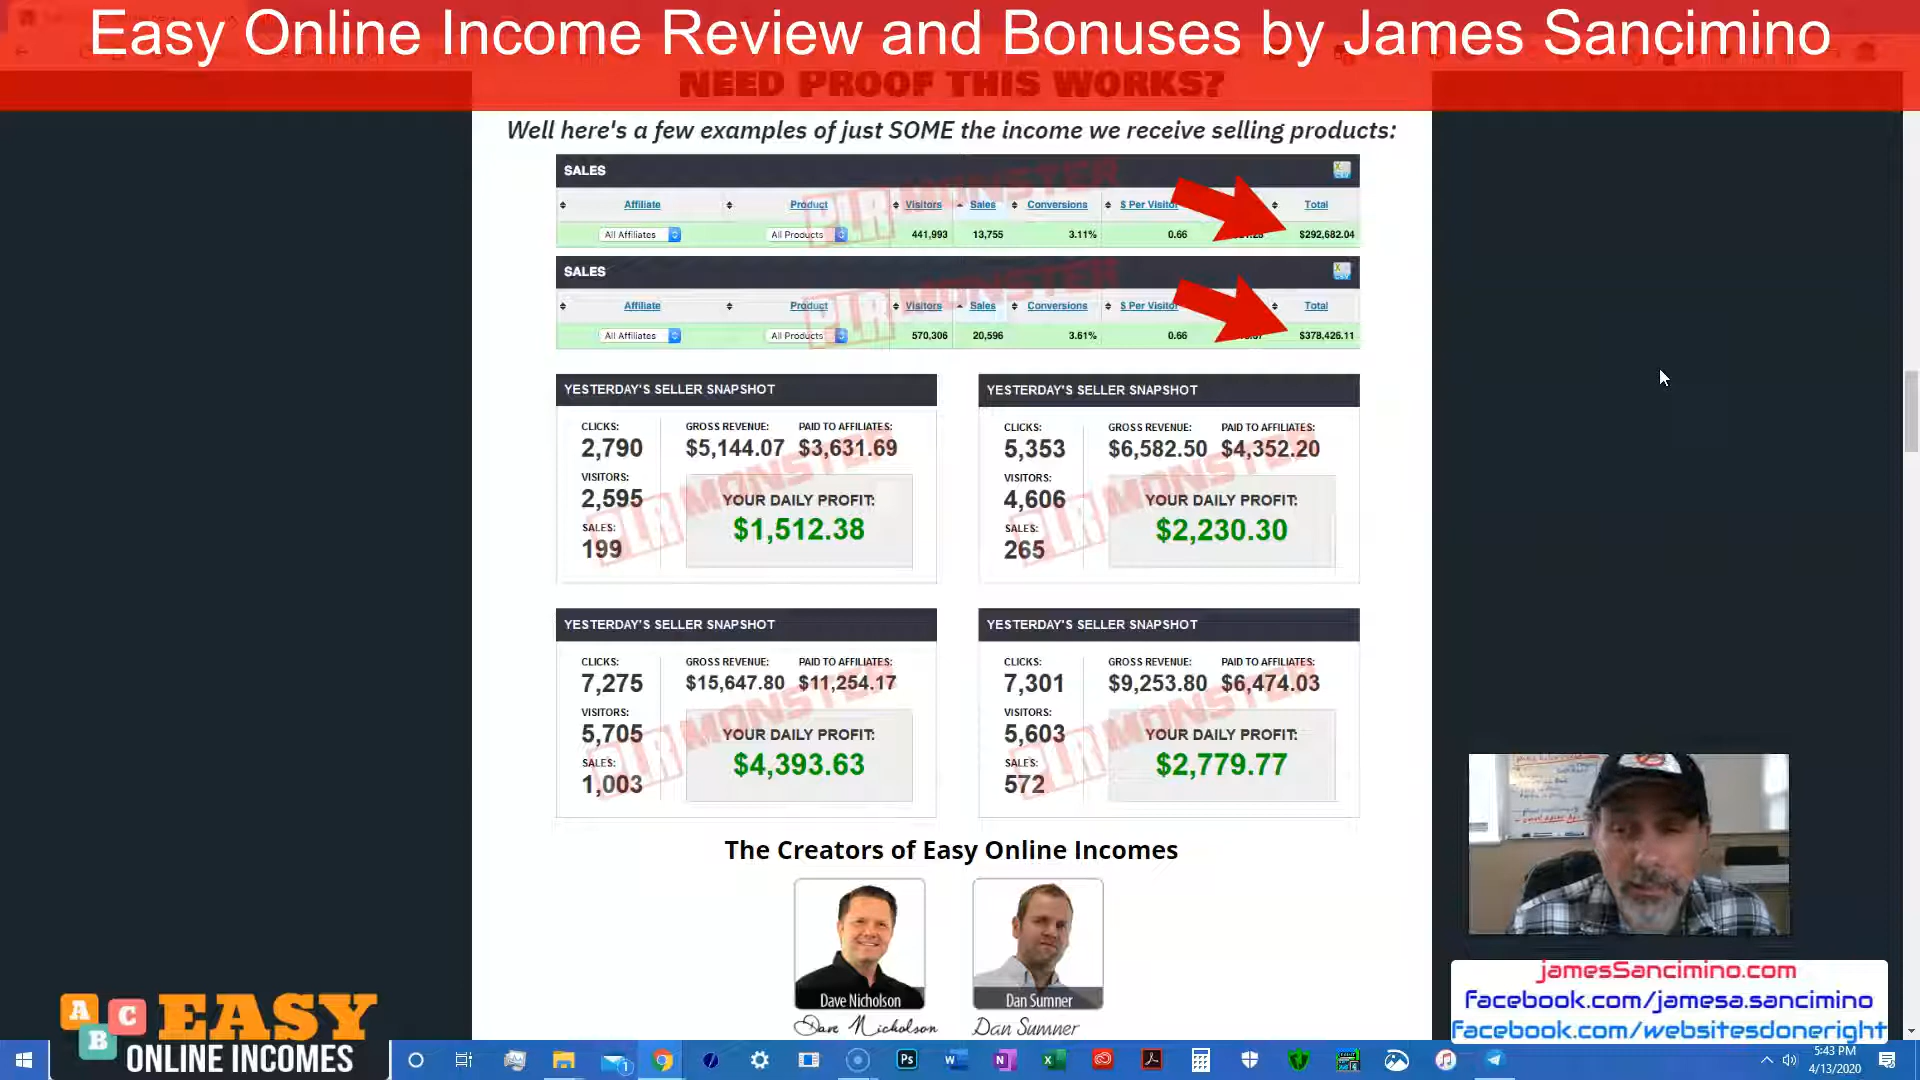 Easy Online Income Review and Bonuses by James Sancimino
NEED PROOF THIS WORKS?
Well here's a few examples of just SOME the income we receive selling products:
SALES
Affiliate Product Visitors Sales Conversions $ Per Visitor Total
All Affiliates All Products 441,993 13,755 3.11% 0.66 $292,682.04
SALES
Affiliate Product Visitors Sales Conversions $ Per Visitor Total
All Affiliates All Products 570,306 20,596 3.61% 0.66 $378,426.11
PLR MONSTER
YESTERDAY'S SELLER SNAPSHOT
CLICKS: GROSS REVENUE: PAID TO AFFILIATES:
2,790 $5,144.07 $3,631.69
VISITORS:
2,595 YOUR DAILY PROFIT:
SALES: $1,512.38
199
YESTERDAY'S SELLER SNAPSHOT
CLICKS: GROSS REVENUE: PAID TO AFFILIATES:
5,353 $6,582.50 $4,352.20
VISITORS:
4,606 YOUR DAILY PROFIT:
SALES: $2,230.30
265
YESTERDAY'S SELLER SNAPSHOT
CLICKS: GROSS REVENUE: PAID TO AFFILIATES:
7,275 $15,647.80 $11,254.17
VISITORS:
5,705 YOUR DAILY PROFIT:
SALES: $4,393.63
1,003
YESTERDAY'S SELLER SNAPSHOT
CLICKS: GROSS REVENUE: PAID TO AFFILIATES:
7,301 $9,253.80 $6,474.03
VISITORS:
5,603 YOUR DAILY PROFIT:
SALES: $2,779.77
572
The Creators of Easy Online Incomes
Dave Nicholson Dan Sumner
Dave Nicholson Dan Sumner
jamesSancimino.com
facebook.com/jamesa.sancimino
facebook.com/websitesdoneright
A B C EASY
ONLINE INCOMES
5:43 PM
4/13/2020